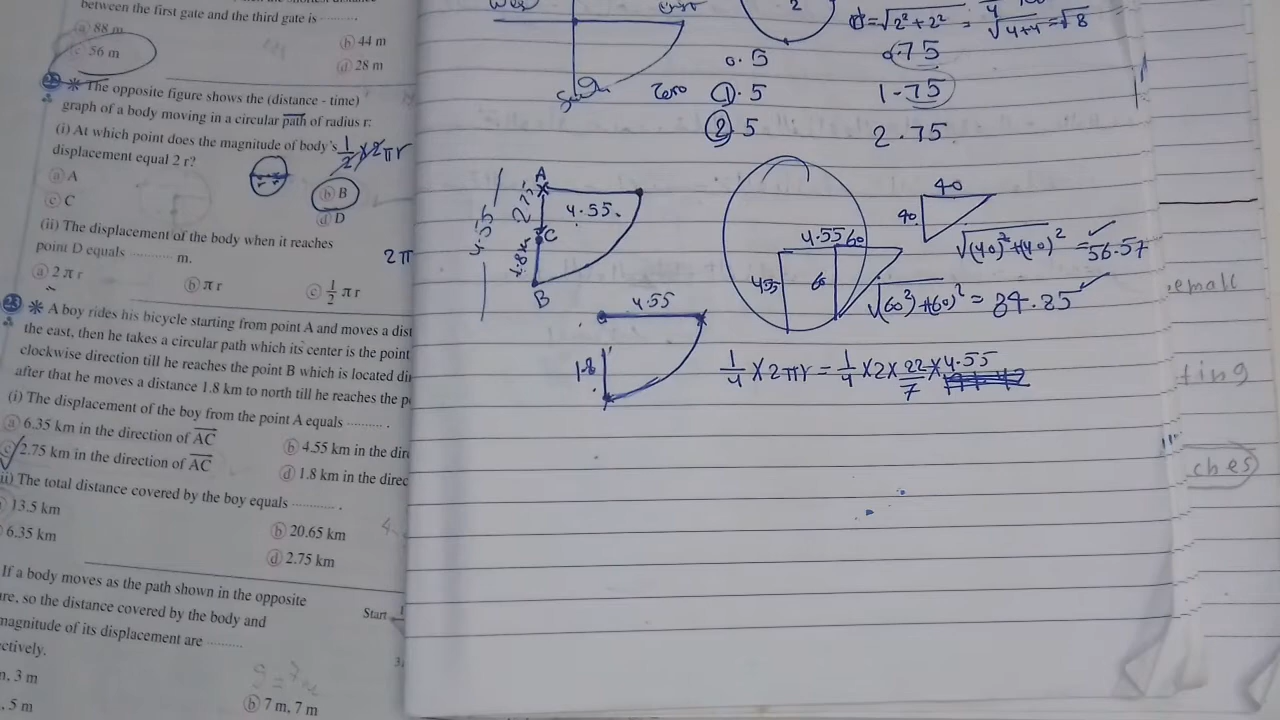 between the first gate and the third gate is ............
a 88 m
b 44 m
c 56 m
d 28 m
* The opposite figure shows the (distance - time)
graph of a body moving in a circular path of radius r:
(i) At which point does the magnitude of body's
displacement equal 2 r?
a A
b B
c C
d D
(ii) The displacement of the body when it reaches
point D equals ............ m.
a 2 π r
b π r
c 1/2 π r
* A boy rides his bicycle starting from point A and moves a dist
the east, then he takes a circular path which its center is the point
clockwise direction till he reaches the point B which is located di
after that he moves a distance 1.8 km to north till he reaches the p
(i) The displacement of the boy from the point A equals .......... .
a 6.35 km in the direction of AC
b 4.55 km in the dir
c 2.75 km in the direction of AC
d 1.8 km in the direc
ii) The total distance covered by the boy equals ............ .
13.5 km
b 20.65 km
6.35 km
d 2.75 km
If a body moves as the path shown in the opposite
re, so the distance covered by the body and
magnitude of its displacement are ..........
ectively.
Start
n, 3 m
, 5 m
b 7 m, 7 m
1/2 × 2πr
2π
2
= √2² + 2² = √4+4 = √8
0.5
.75
Zero 1.5
1.75
2.5
2.75
A
4.55
2.75
C
4.55
1.8
B
4.55
1.8
4.55 60
455
60
40
40
√(40)²+(40)² = 56.57
√(60²)+(60)² = 84.85
1/4 × 2πr = 1/4 × 2 × 22/7 × 4.55
emall
ting
ches